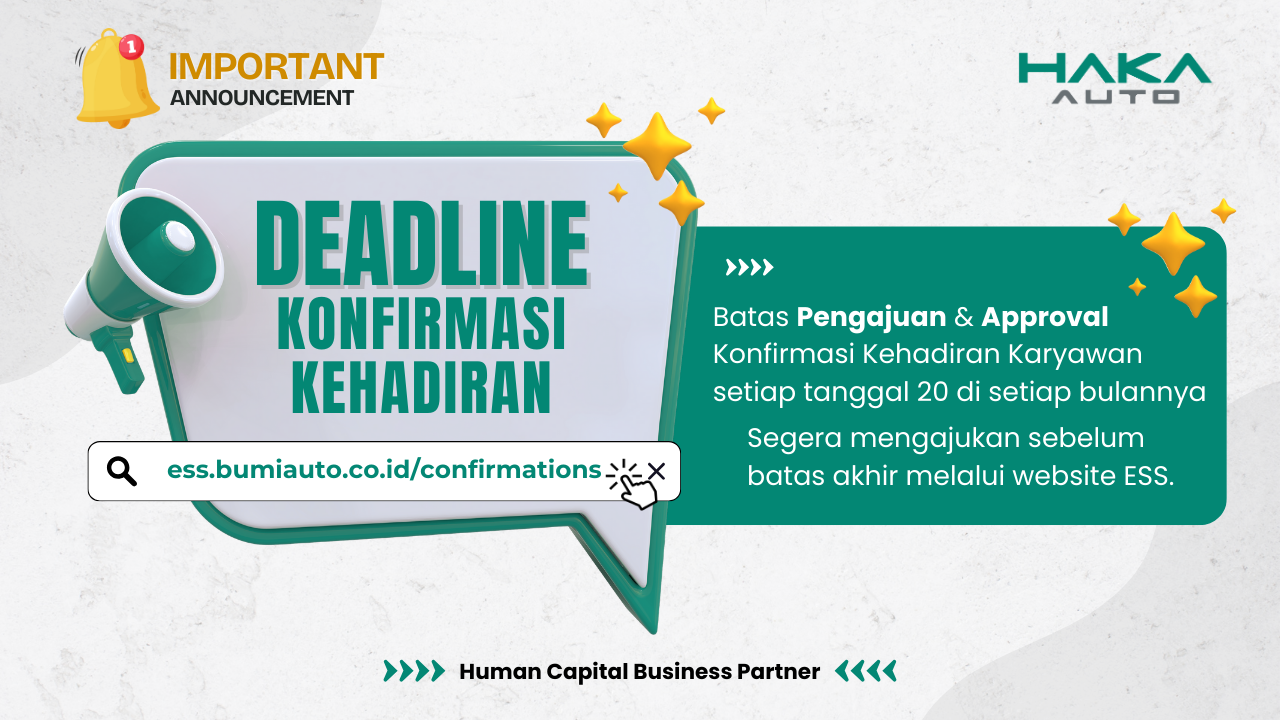 1
IMPORTANT
ANNOUNCEMENT
HAKA
AUTO
DEADLINE
KONFIRMASI
KEHADIRAN
ess.bumiauto.co.id/confirmations
Batas Pengajuan & Approval
Konfirmasi Kehadiran Karyawan
setiap tanggal 20 di setiap bulannya
Segera mengajukan sebelum
batas akhir melalui website ESS.
Human Capital Business Partner